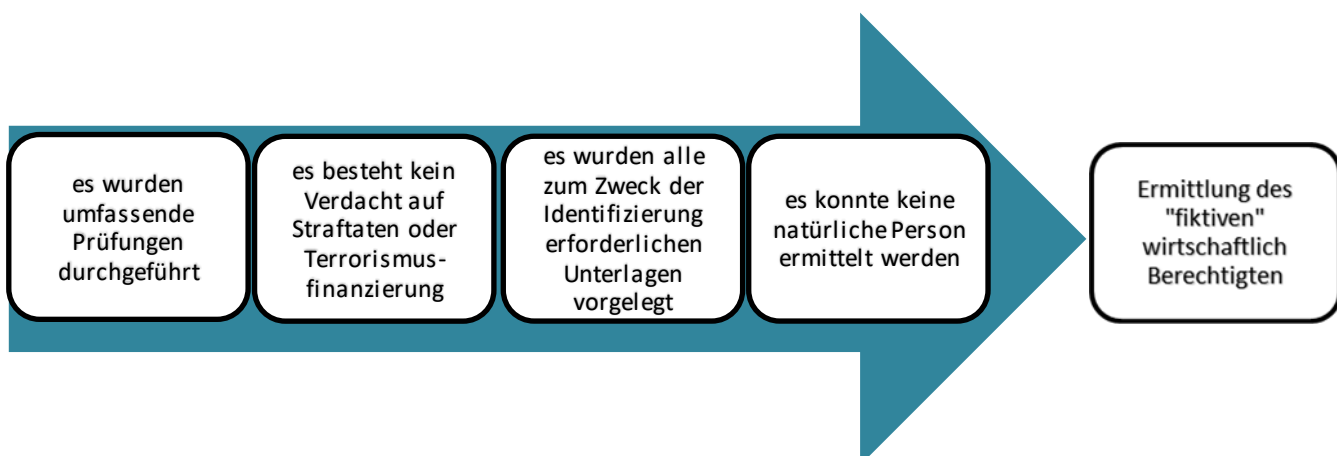 es wurden
umfassende
Prüfungen
durchgeführt
es besteht kein
Verdacht auf
Straftaten oder
Terrorismus-
finanzierung
es wurden alle
zum Zweck der
Identifizierung
erforderlichen
Unterlagen
vorgelegt
es konnte keine
natürliche Person
ermittelt werden
Ermittlung des
"fiktiven"
wirtschaftlich
Berechtigten